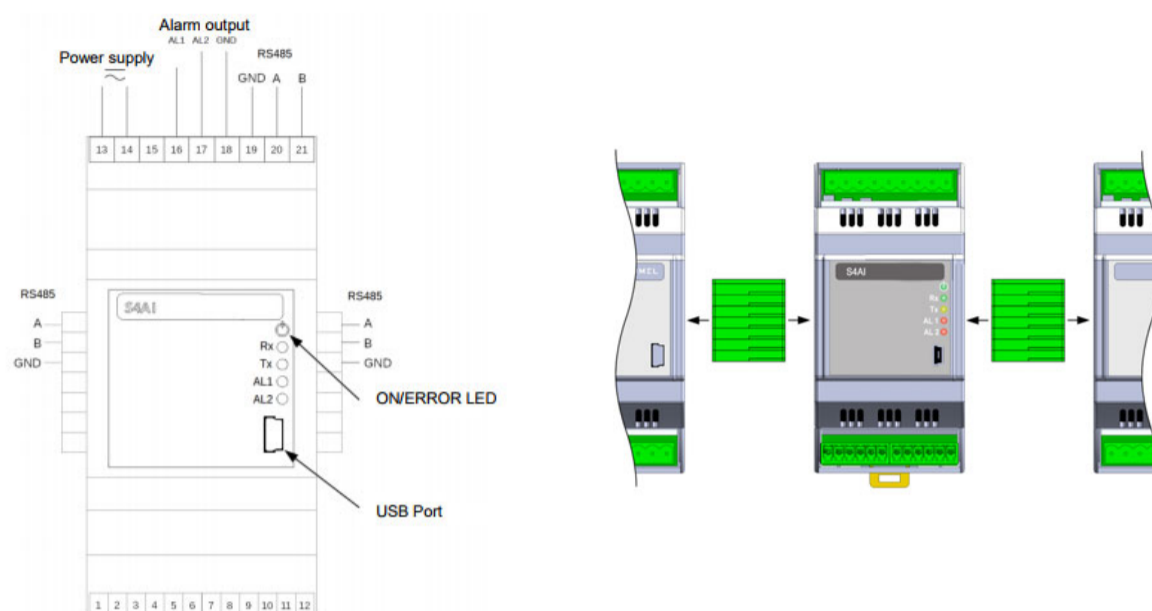 Alarm output
AL1 AL2 GND
RS485
Power supply
GND A B
13 14 15 16 17 18 19 20 21
RS485
A
B
GND
S4AI
Rx
Tx
AL1
AL2
RS485
A
B
GND
ON/ERROR LED
USB Port
1 2 3 4 5 6 7 8 9 10 11 12
S4AI
Rx
Tx
AL 1
AL 2